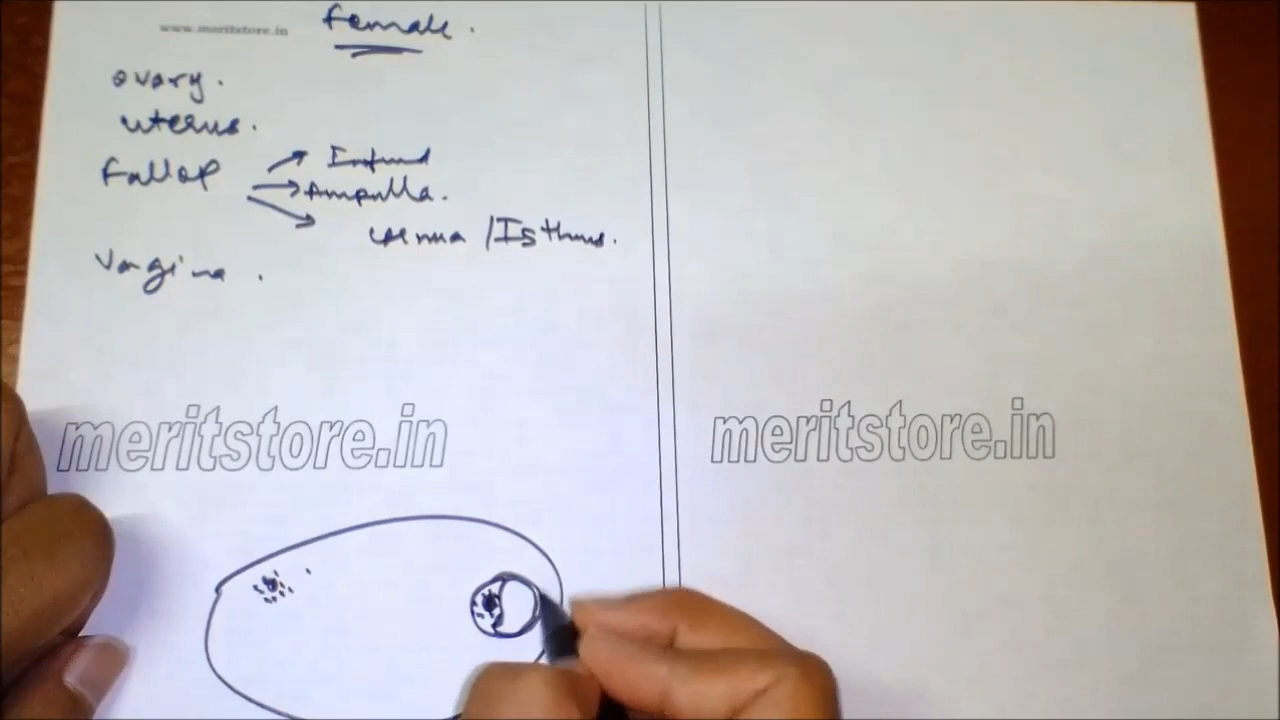 www.meritstore.in
Female.
ovary.
uterus.
Fallop
Infund
Ampulla.
/Isthmus.
Vagina.
meritstore.in
meritstore.in